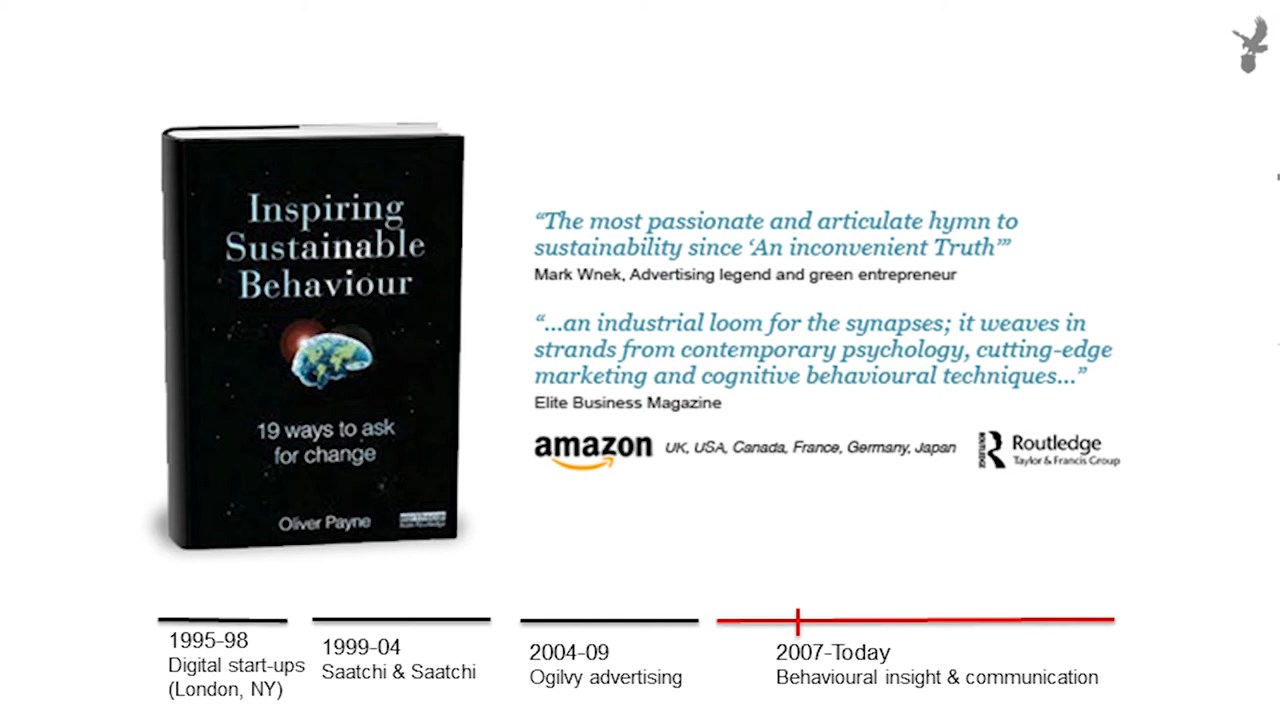 Inspiring
Sustainable
Behaviour
19 ways to ask
for change
Oliver Payne
“The most passionate and articulate hymn to
sustainability since ‘An inconvenient Truth’”
Mark Wnek, Advertising legend and green entrepreneur
“...an industrial loom for the synapses; it weaves in
strands from contemporary psychology, cutting-edge
marketing and cognitive behavioural techniques...”
Elite Business Magazine
amazon UK, USA, Canada, France, Germany, Japan
ROUTLEDGE
Routledge
Taylor & Francis Group
1995-98
Digital start-ups
(London, NY)
1999-04
Saatchi & Saatchi
2004-09
Ogilvy advertising
2007-Today
Behavioural insight & communication